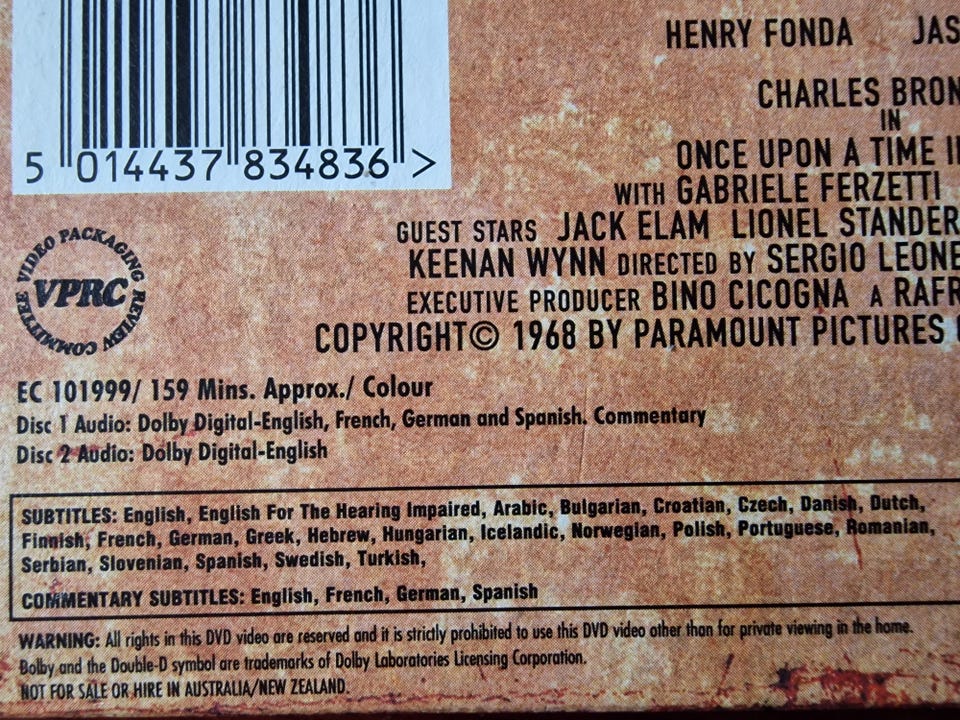 HENRY FONDA JAS
CHARLES BRON
IN
ONCE UPON A TIME I
WITH GABRIELE FERZETTI
GUEST STARS JACK ELAM LIONEL STANDER
KEENAN WYNN DIRECTED BY SERGIO LEONE
EXECUTIVE PRODUCER BINO CICOGNA A RAFR
COPYRIGHT© 1968 BY PARAMOUNT PICTURES
5 014437 834836 >
VIDEO PACKAGING REVIEW COMMITTEE
VPRC
EC 101999/ 159 Mins. Approx./ Colour
Disc 1 Audio: Dolby Digital-English, French, German and Spanish. Commentary
Disc 2 Audio: Dolby Digital-English
SUBTITLES: English, English For The Hearing Impaired, Arabic, Bulgarian, Croatian, Czech, Danish, Dutch,
Finnish, French, German, Greek, Hebrew, Hungarian, Icelandic, Norwegian, Polish, Portuguese, Romanian,
Serbian, Slovenian, Spanish, Swedish, Turkish,
COMMENTARY SUBTITLES: English, French, German, Spanish
WARNING: All rights in this DVD video are reserved and it is strictly prohibited to use this DVD video other than for private viewing in the home.
Bolby and the Double-D symbol are trademarks of Dolby Laboratories Licensing Corporation.
NOT FOR SALE OR HIRE IN AUSTRALIA/NEW ZEALAND.